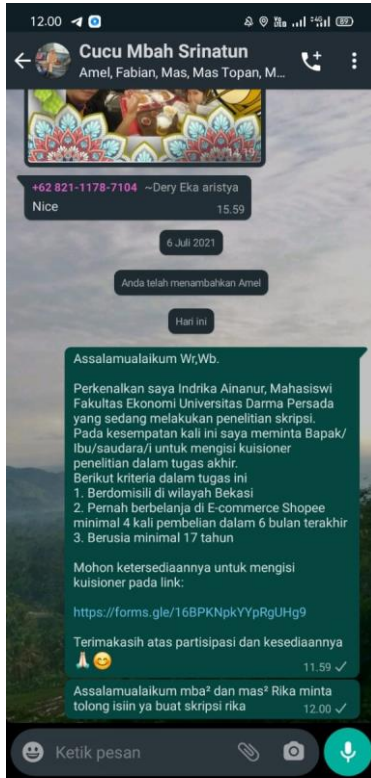 12.00
89
Cucu Mbah Srinatun
Amel, Fabian, Mas, Mas Topan, M...
+62 821-1178-7104 ~Dery Eka aristya
Nice
15.59
6 Juli 2021
Anda telah menambahkan Amel
Hari ini
Assalamualaikum Wr,Wb.
Perkenalkan saya Indrika Ainanur, Mahasiswi
Fakultas Ekonomi Universitas Darma Persada
yang sedang melakukan penelitian skripsi.
Pada kesempatan kali ini saya meminta Bapak/
Ibu/saudara/i untuk mengisi kuisioner
penelitian dalam tugas akhir.
Berikut kriteria dalam tugas ini
1. Berdomisili di wilayah Bekasi
2. Pernah berbelanja di E-commerce Shopee
minimal 4 kali pembelian dalam 6 bulan terakhir
3. Berusia minimal 17 tahun
Mohon ketersediaannya untuk mengisi
kuisioner pada link:
https://forms.gle/16BPKNpkYYpRgUHg9
Terimakasih atas partisipasi dan kesediaannya
🙏🏻😊
11.59
Assalamualaikum mba² dan mas² Rika minta
tolong isiin ya buat skripsi rika
12.00
Ketik pesan